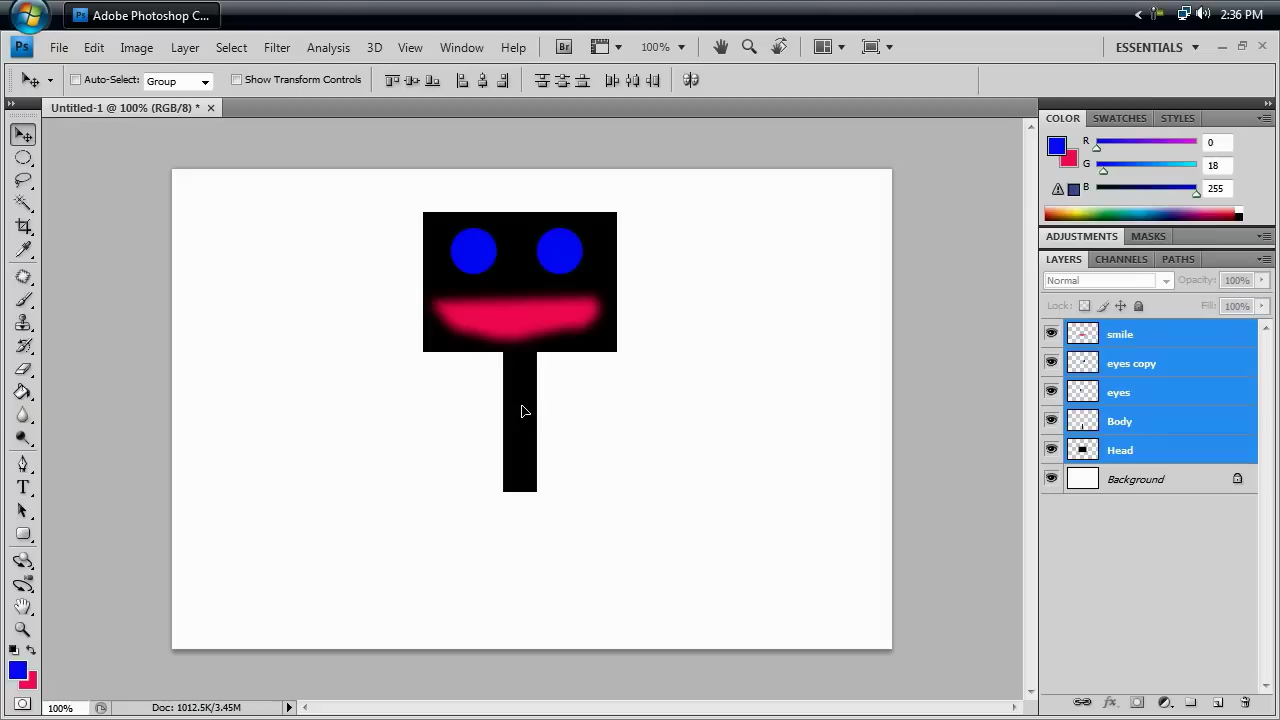 Adobe Photoshop C...
2:36 PM
Ps File Edit Image Layer Select Filter Analysis 3D View Window Help Br 100% ESSENTIALS
Auto-Select: Group Show Transform Controls
Untitled-1 @ 100% (RGB/8) *
COLOR SWATCHES STYLES
R 0
G 18
B 255
ADJUSTMENTS MASKS
LAYERS CHANNELS PATHS
Normal Opacity: 100%
Lock: Fill: 100%
smile
eyes copy
eyes
Body
Head
Background
T
fx
100% Doc: 1012.5K/3.45M